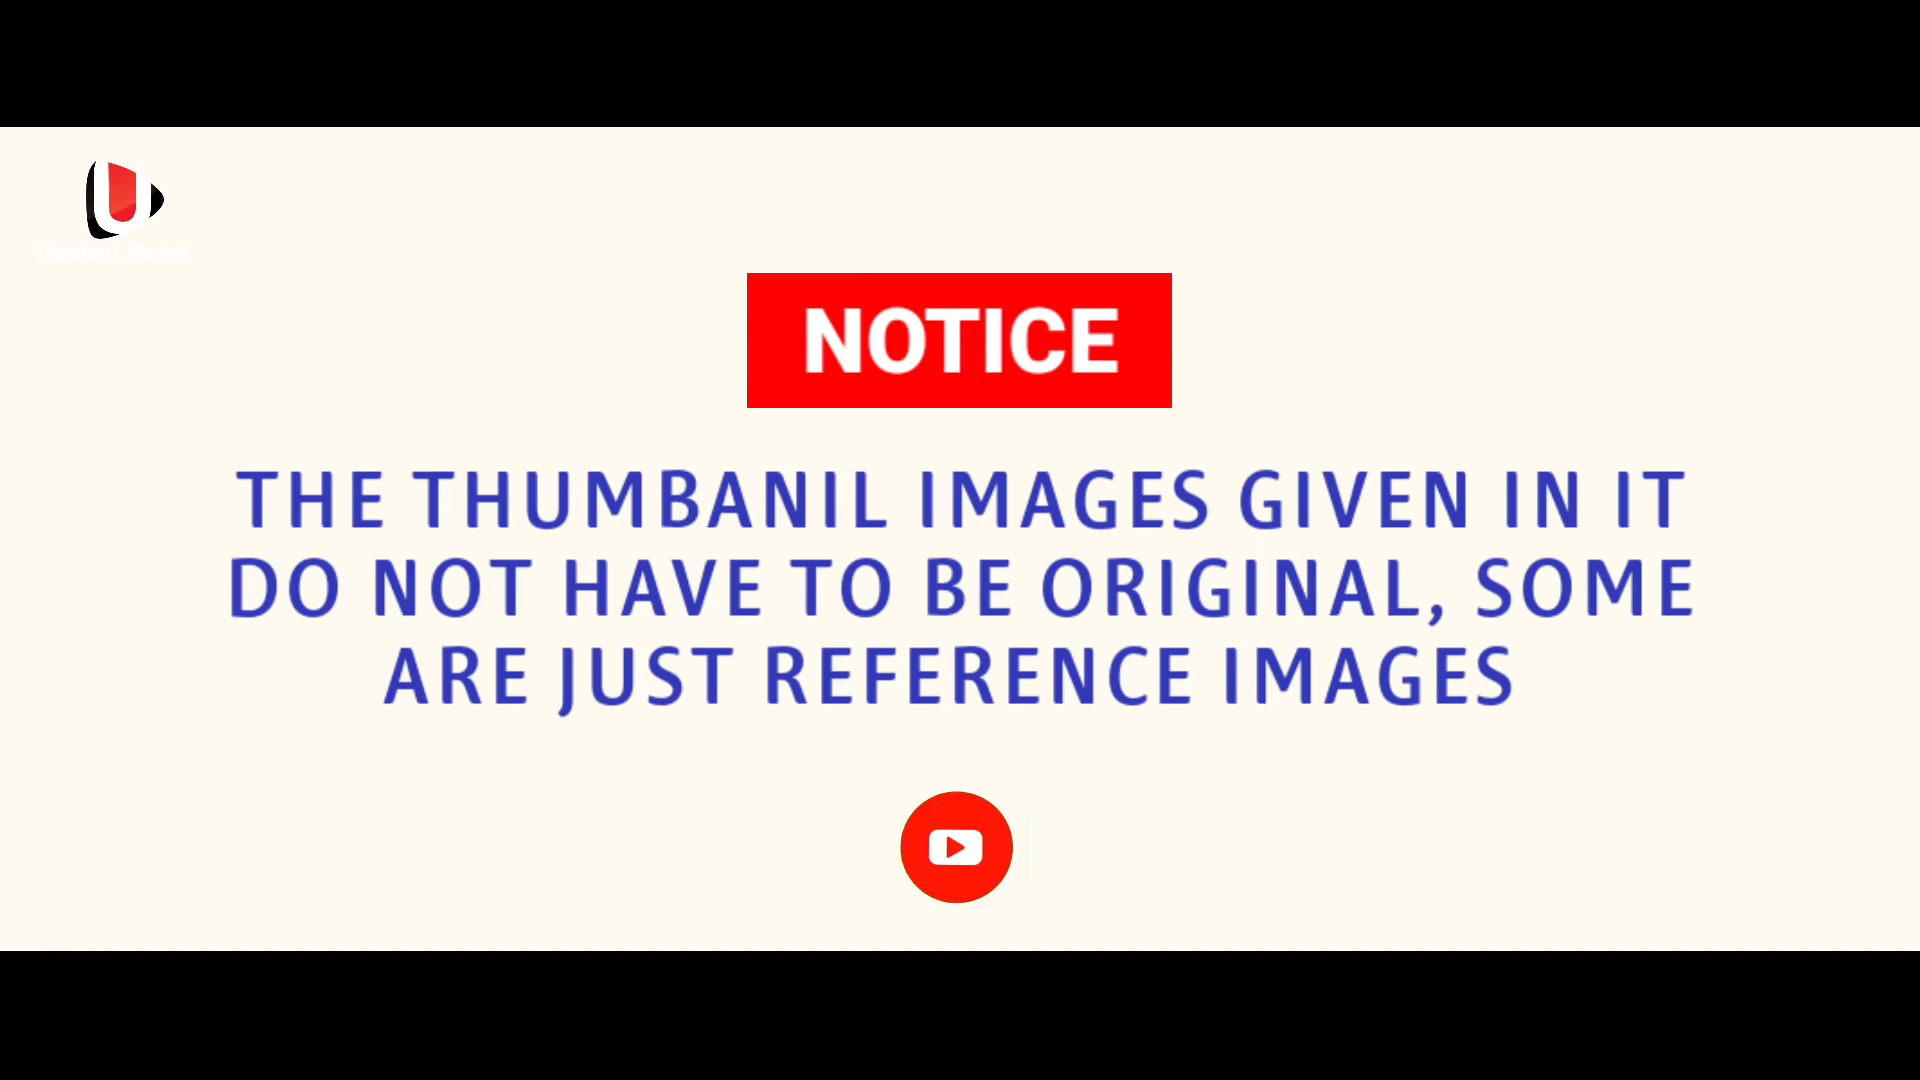 U
NOTICE
THE THUMBANIL IMAGES GIVEN IN IT
DO NOT HAVE TO BE ORIGINAL, SOME
ARE JUST REFERENCE IMAGES